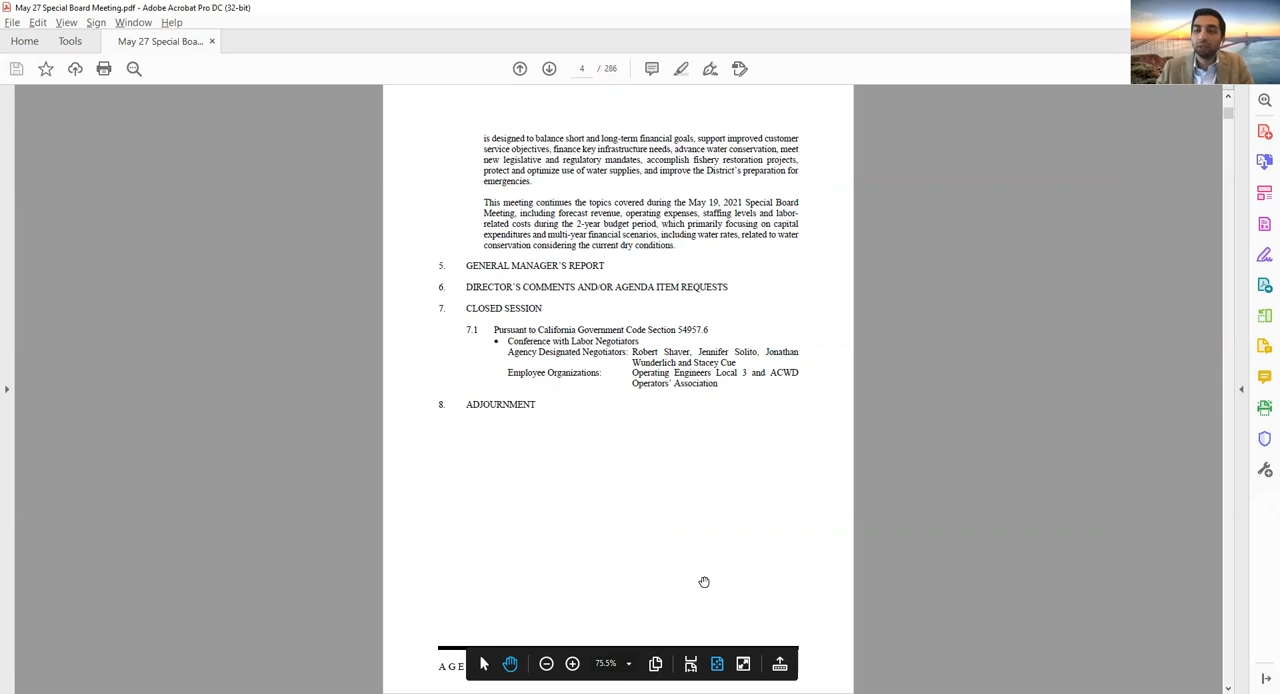 May 27 Special Board Meeting.pdf - Adobe Acrobat Pro DC (32-bit)
File Edit View Sign Window Help
Home Tools May 27 Special Boa... ×
4 / 286
is designed to balance short and long-term financial goals, support improved customer
service objectives, finance key infrastructure needs, advance water conservation, meet
new legislative and regulatory mandates, accomplish fishery restoration projects,
protect and optimize use of water supplies, and improve the District's preparation for
emergencies.
This meeting continues the topics covered during the May 19, 2021 Special Board
Meeting, including forecast revenue, operating expenses, staffing levels and labor-
related costs during the 2-year budget period, which primarily focusing on capital
expenditures and multi-year financial scenarios, including water rates, related to water
conservation considering the current dry conditions.
5. GENERAL MANAGER'S REPORT
6. DIRECTOR'S COMMENTS AND/OR AGENDA ITEM REQUESTS
7. CLOSED SESSION
7.1 Pursuant to California Government Code Section 54957.6
• Conference with Labor Negotiators
Agency Designated Negotiators: Robert Shaver, Jennifer Solito, Jonathan
Wunderlich and Stacey Cue
Employee Organizations: Operating Engineers Local 3 and ACWD
Operators' Association
8. ADJOURNMENT
AGE
75.5%